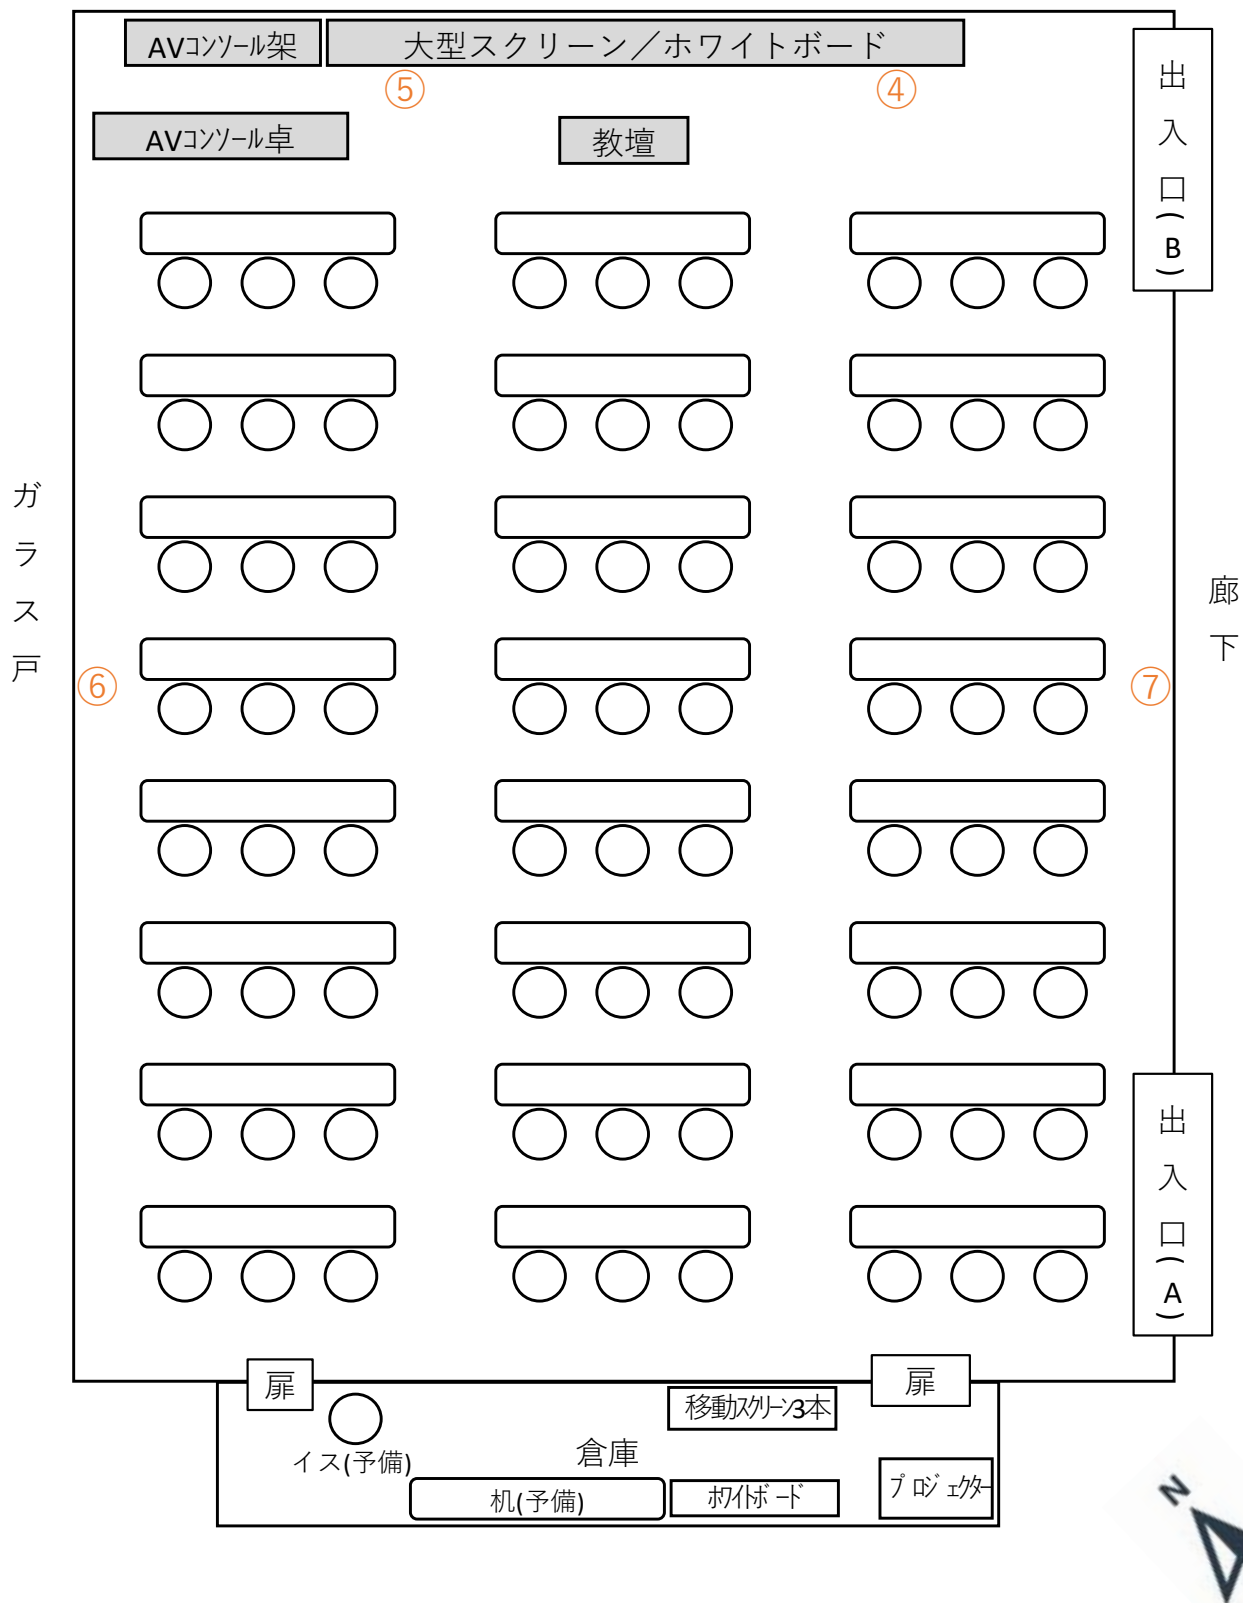 AVコンソール架
大型スクリーン／ホワイトボード
⑤
④
AVコンソール卓
教壇
出入口(B)
ガラス戸
廊下
⑥
⑦
出入口(A)
扉
扉
移動スクリーン3本
イス(予備)
倉庫
机(予備)
ホワイトボード
プロジェクター
N